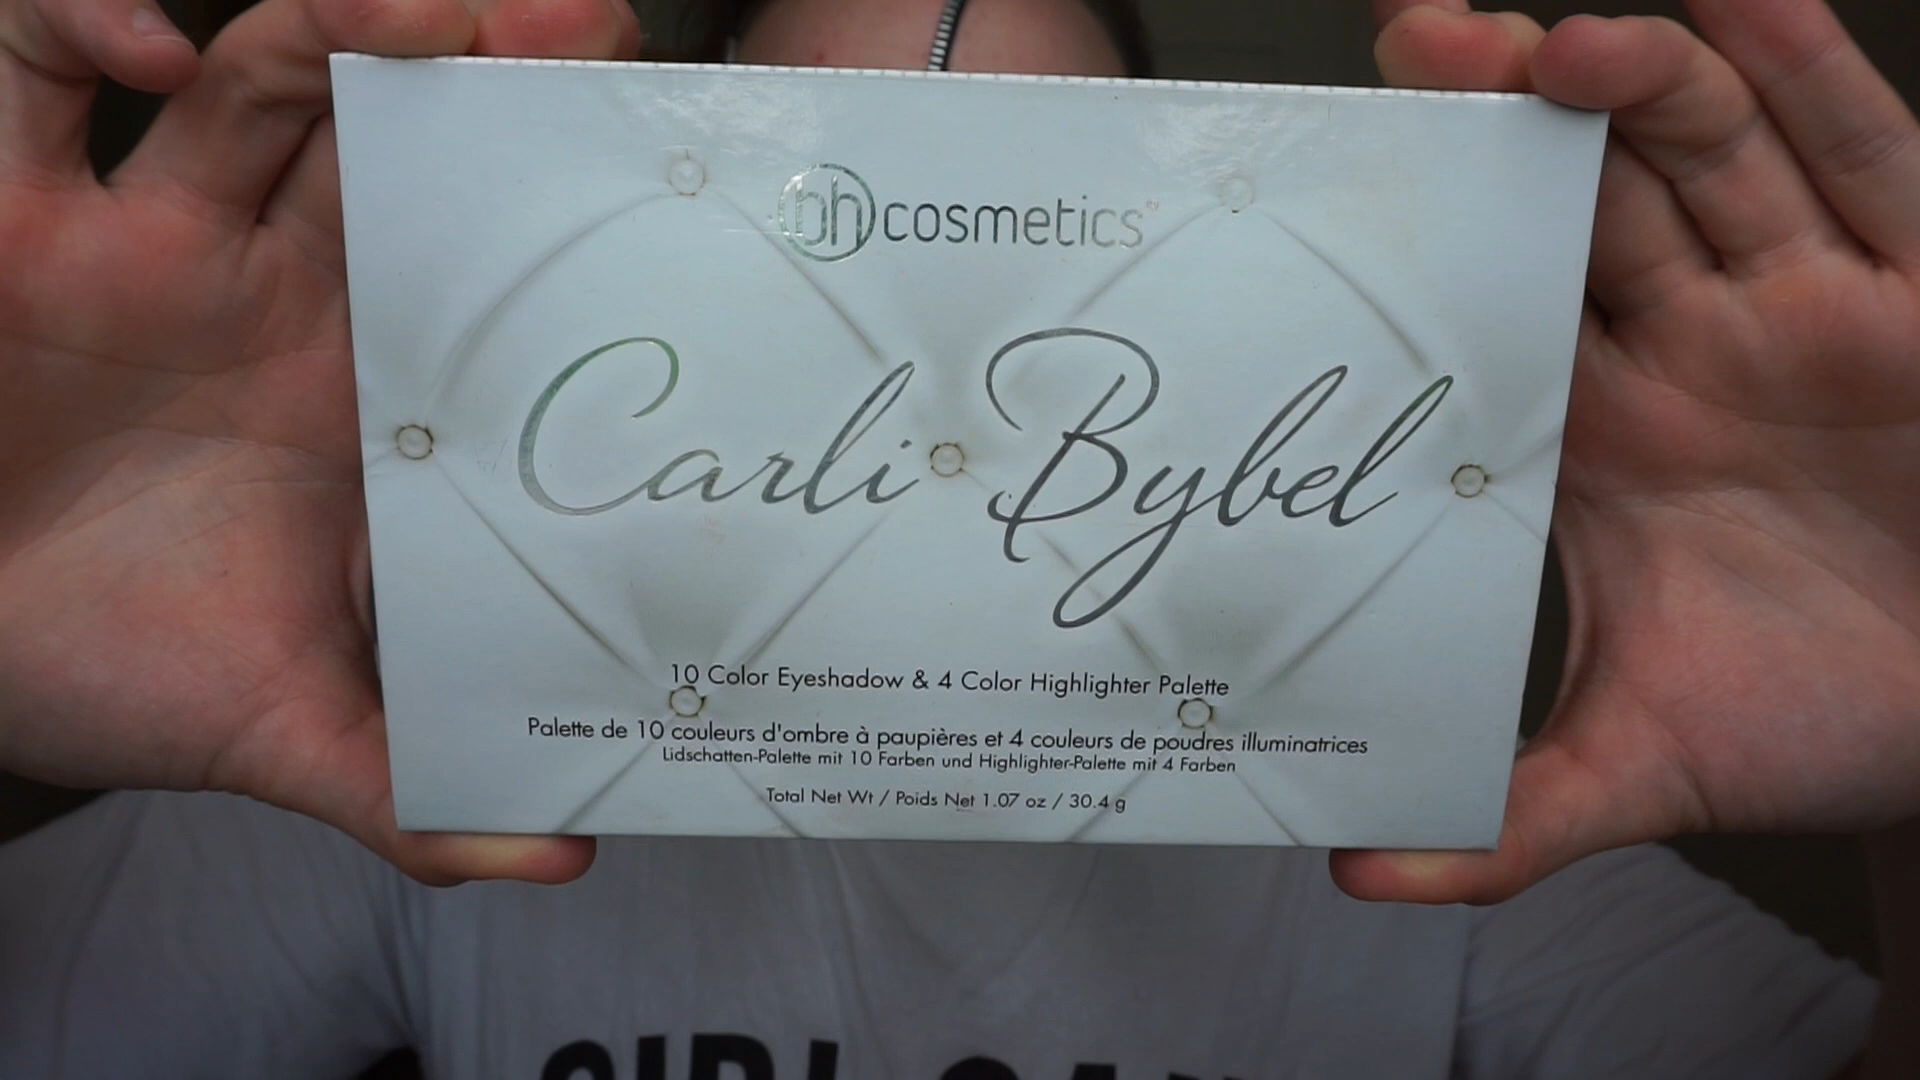 bh cosmetics
Carli Bybel
10 Color Eyeshadow & 4 Color Highlighter Palette
Palette de 10 couleurs d'ombre à paupières et 4 couleurs de poudres illuminatrices
Lidschatten-Palette mit 10 Farben und Highlighter-Palette mit 4 Farben
Total Net Wt / Poids Net 1.07 oz / 30.4 g
GIRL